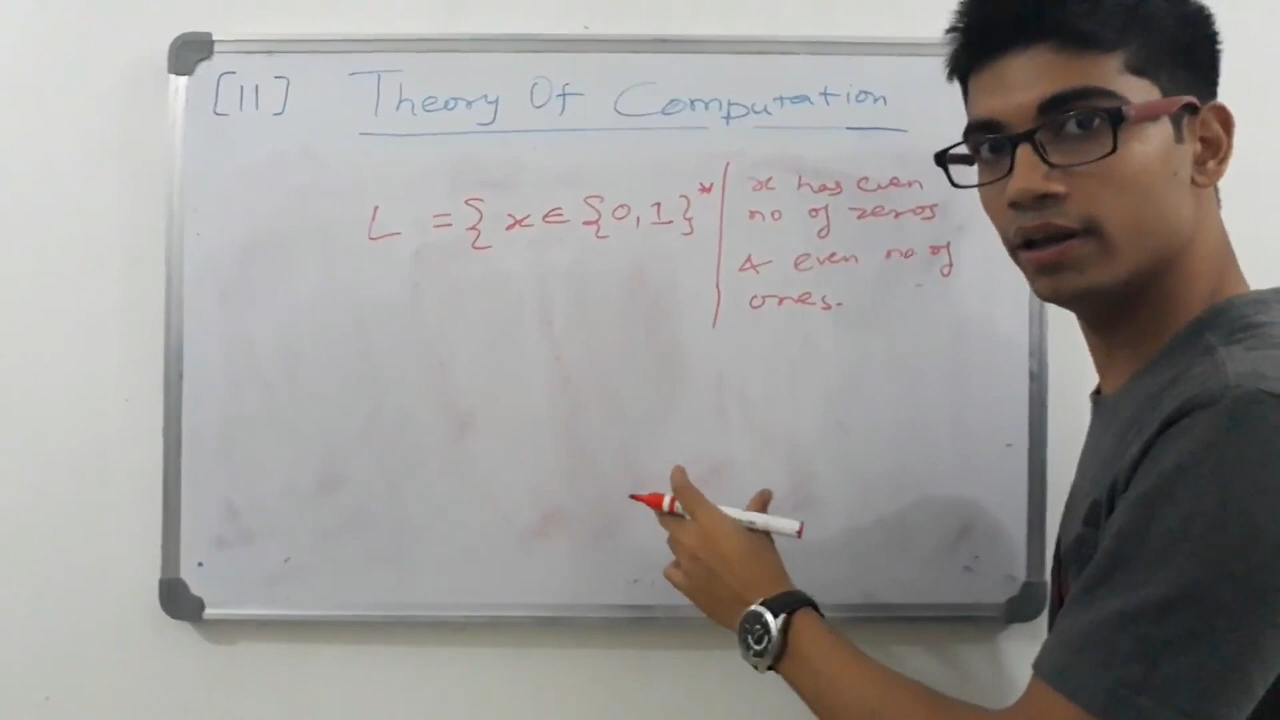 [11] Theory Of Computation
L = { x ∈ {0,1}* | x has even
no of zeros
& even no of
ones.